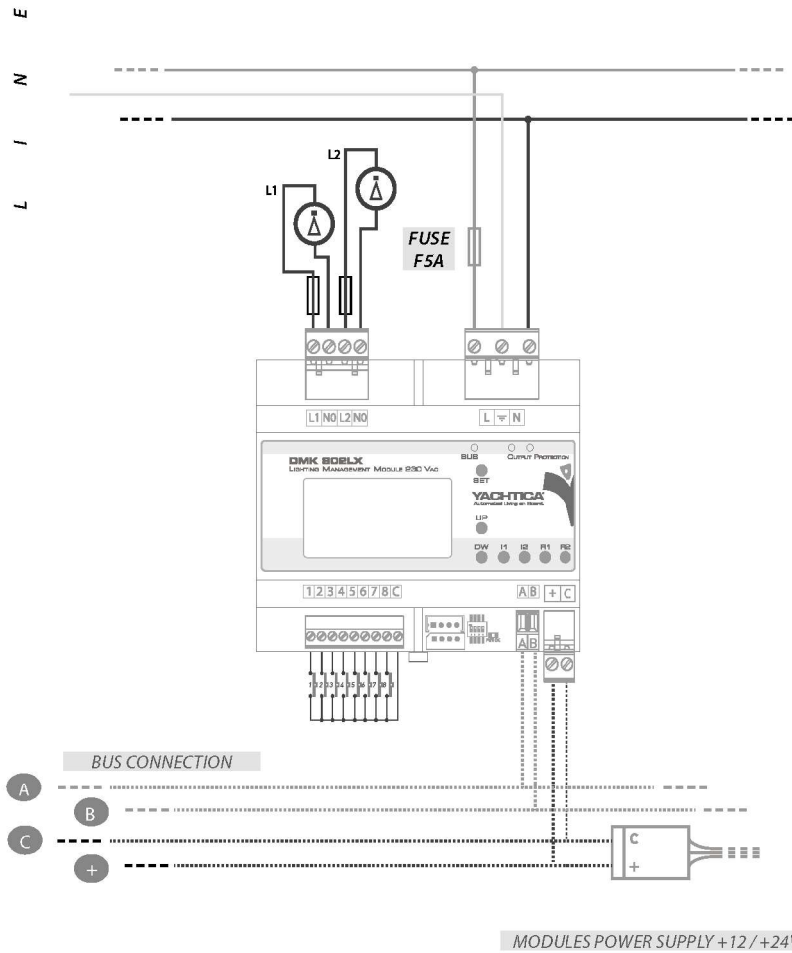 L I N E
L2
L1
FUSE
F5A
L1 N0 L2 N0
L N
DMK 802LX
LIGHTING MANAGEMENT MODULE 230 VAC
BUS
OUTPUT PROTECTION
SET
YACHTICA
Automated Living on Board.
UP
DW I1 I2 R1 R2
1 2 3 4 5 6 7 8 C
A B + C
A B
BUS CONNECTION
A
B
C
+
C
+
MODULES POWER SUPPLY +12 / +24V